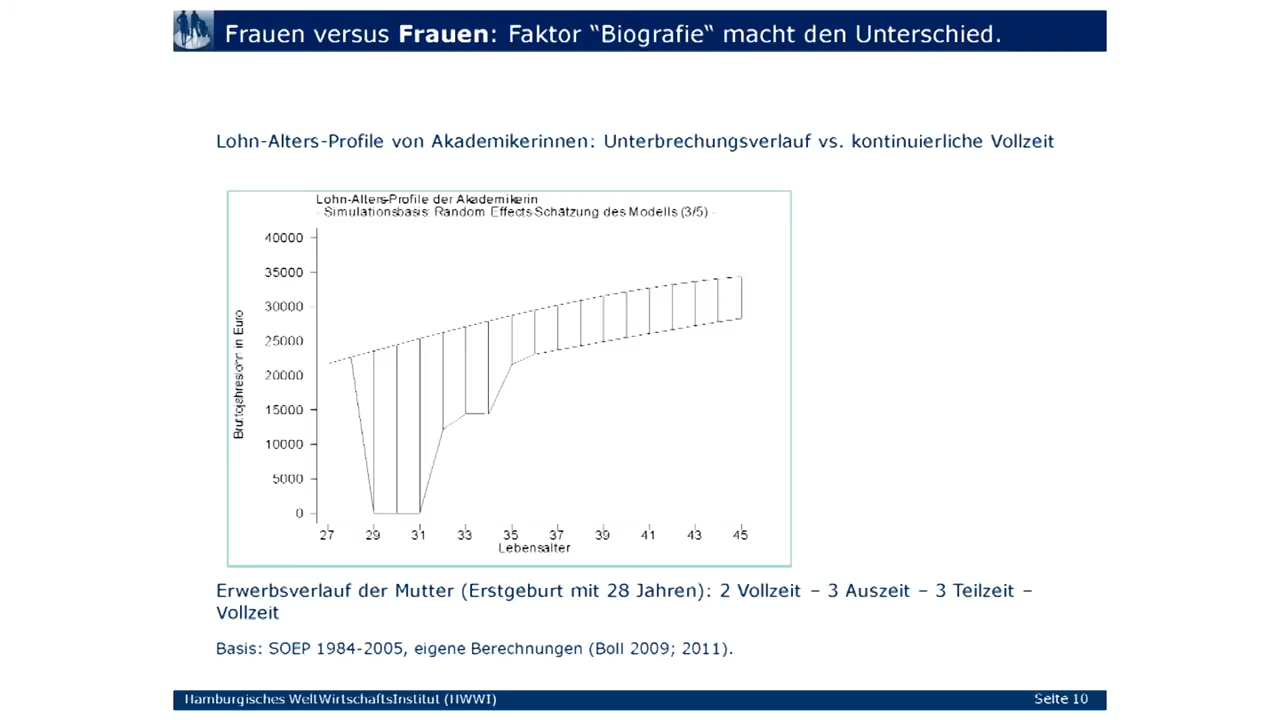 Frauen versus Frauen: Faktor “Biografie“ macht den Unterschied.
Lohn-Alters-Profile von Akademikerinnen: Unterbrechungsverlauf vs. kontinuierliche Vollzeit
Lohn-Alters-Profile der Akademikerin
- Simulationsbasis: Random Effects-Schätzung des Modells (3/5) -
Bruttojahreslohn in Euro
40000
35000
30000
25000
20000
15000
10000
5000
0
27 29 31 33 35 37 39 41 43 45
Lebensalter
Erwerbsverlauf der Mutter (Erstgeburt mit 28 Jahren): 2 Vollzeit – 3 Auszeit – 3 Teilzeit –
Vollzeit
Basis: SOEP 1984-2005, eigene Berechnungen (Boll 2009; 2011).
Hamburgisches WeltWirtschaftsInstitut (HWWI) Seite 10